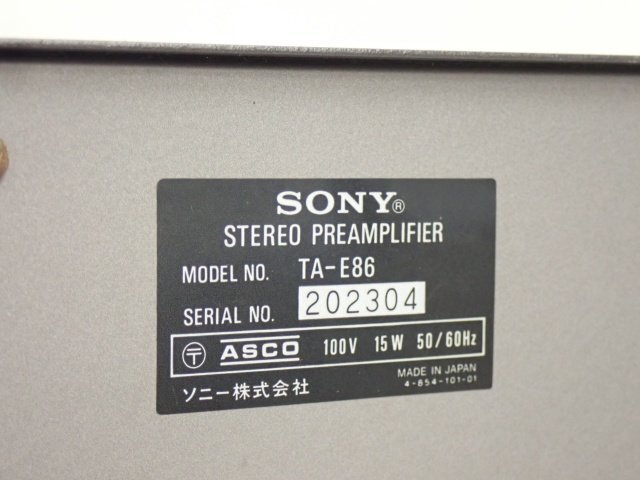 SONY®
STEREO PREAMPLIFIER
MODEL NO. TA-E86
SERIAL NO. 202304
〒 ASCO 100V 15W 50/60Hz
ソニー株式会社
MADE IN JAPAN
4-854-101-01